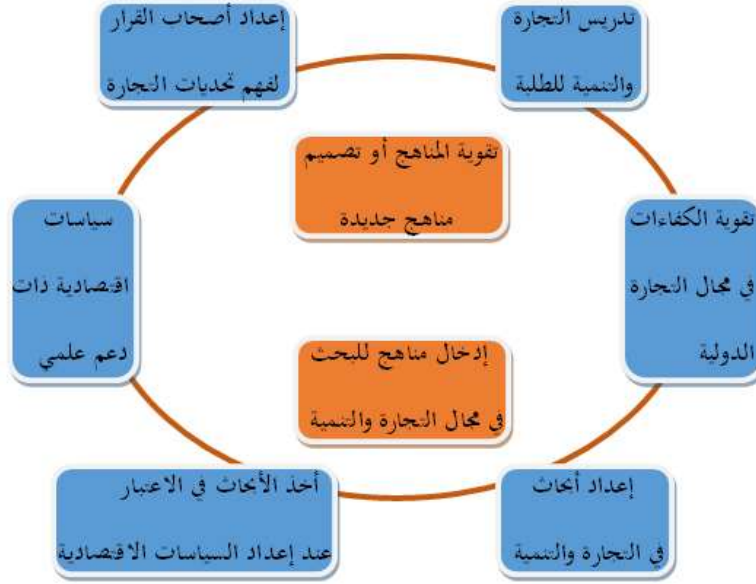 تدريس التجارة
والتنمية للطلبة
إعداد أصحاب القرار
لفهم تحديات التجارة
تقوية المناهج أو تصميم
مناهج جديدة
تقوية الكفاءات
في مجال التجارة
الدولية
سياسات
اقتصادية ذات
دعم علمي
إدخال مناهج للبحث
في مجال التجارة والتنمية
إعداد أبحاث
في التجارة والتنمية
أخذ الأبحاث في الاعتبار
عند إعداد السياسات الاقتصادية